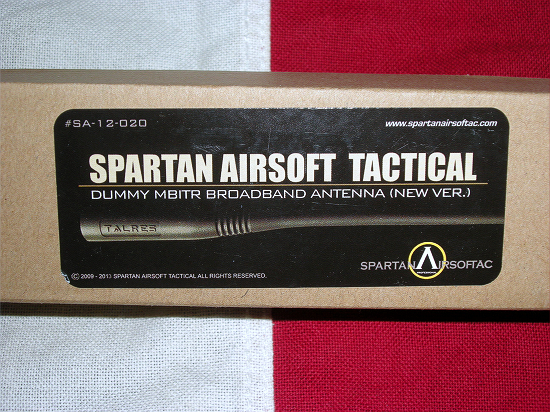 #SA-12-020
www.spartanairsoftac.com
SPARTAN AIRSOFT TACTICAL
DUMMY MBITR BROADBAND ANTENNA (NEW VER.)
TALRES
SPARTAN AIRSOFTAC
© 2009 - 2013 SPARTAN AIRSOFT TACTICAL ALL RIGHTS RESERVED.